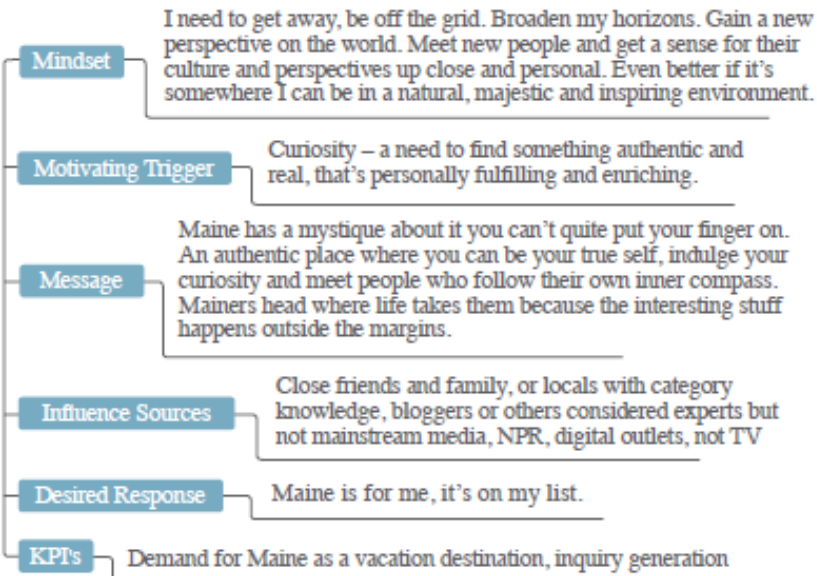 Mindset
I need to get away, be off the grid. Broaden my horizons. Gain a new
perspective on the world. Meet new people and get a sense for their
culture and perspectives up close and personal. Even better if it's
somewhere I can be in a natural, majestic and inspiring environment.
Motivating Trigger
Curiosity – a need to find something authentic and
real, that's personally fulfilling and enriching.
Message
Maine has a mystique about it you can't quite put your finger on.
An authentic place where you can be your true self, indulge your
curiosity and meet people who follow their own inner compass.
Mainers head where life takes them because the interesting stuff
happens outside the margins.
Influence Sources
Close friends and family, or locals with category
knowledge, bloggers or others considered experts but
not mainstream media, NPR, digital outlets, not TV
Desired Response
Maine is for me, it's on my list.
KPI's
Demand for Maine as a vacation destination, inquiry generation